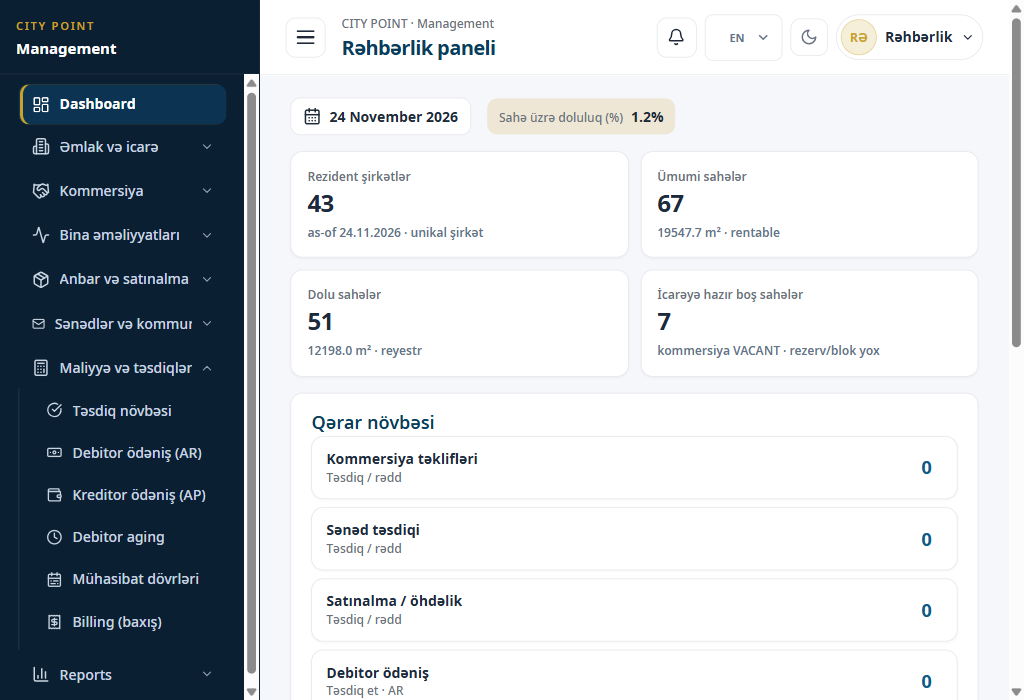 CITY POINT
Management
Dashboard
Əmlak və icarə
Kommersiya
Bina əməliyyatları
Anbar və satınalma
Sənədlər və kommur
Maliyyə və təsdiqlər
Təsdiq növbəsi
Debitor ödəniş (AR)
Kreditor ödəniş (AP)
Debitor aging
Mühasibat dövrləri
Billing (baxış)
Reports
CITY POINT · Management
Rəhbərlik paneli
EN
RƏ
Rəhbərlik
24 November 2026
Sahə üzrə doluluq (%) 1.2%
Rezident şirkətlər
43
as-of 24.11.2026 · unikal şirkət
Ümumi sahələr
67
19547.7 m² · rentable
Dolu sahələr
51
12198.0 m² · reyestr
İcarəyə hazır boş sahələr
7
kommersiya VACANT · rezerv/blok yox
Qərar növbəsi
Kommersiya təklifləri
Təsdiq / rədd
0
Sənəd təsdiqi
Təsdiq / rədd
0
Satınalma / öhdəlik
Təsdiq / rədd
0
Debitor ödəniş
Təsdiq et · AR
0